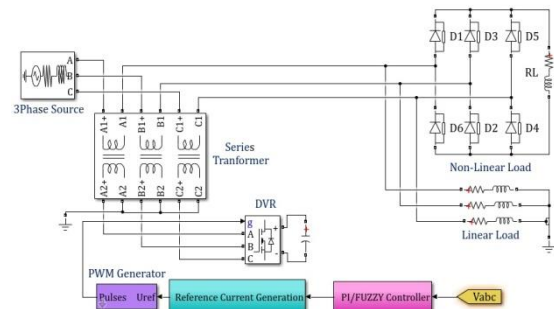 D1 D3 D5
A
B
C
3Phase Source
RL
A1+ A1 B1+ B1 C1+ C1
D6 D2 D4
Series
Tranformer
Non-Linear Load
A2+ A2 B2+ B2 C2+ C2
DVR
g
A
B
C
+
-
Linear Load
PWM Generator
Pulses Uref
Reference Current Generation
PI/FUZZY Controller
Vabc